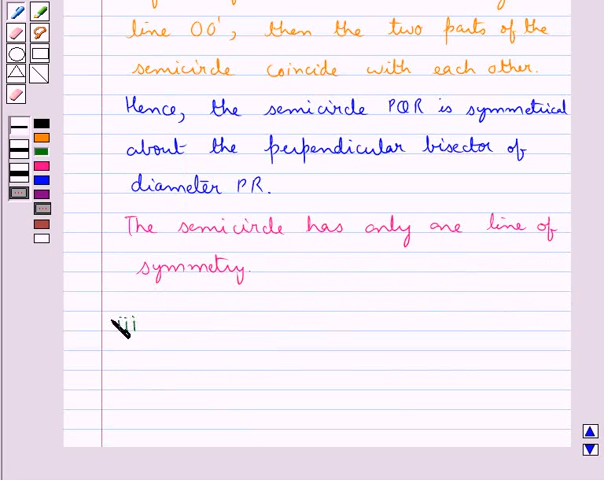 line OO', then the two parts of the
semicircle coincide with each other.
Hence, the semicircle PQR is symmetrical
about the perpendicular bisector of
diameter PR.
The semicircle has only one line of
symmetry.
iii